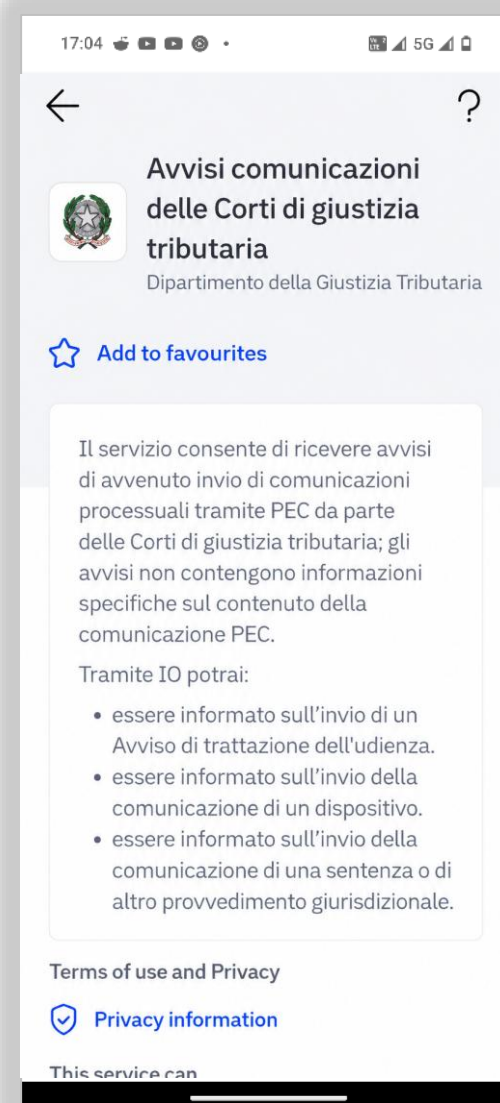 17:04
Vo 2
LTE
5G
?
Avvisi comunicazioni
delle Corti di giustizia
tributaria
Dipartimento della Giustizia Tributaria
Add to favourites
Il servizio consente di ricevere avvisi
di avvenuto invio di comunicazioni
processuali tramite PEC da parte
delle Corti di giustizia tributaria; gli
avvisi non contengono informazioni
specifiche sul contenuto della
comunicazione PEC.
Tramite IO potrai:
• essere informato sull’invio di un
Avviso di trattazione dell'udienza.
• essere informato sull’invio della
comunicazione di un dispositivo.
• essere informato sull’invio della
comunicazione di una sentenza o di
altro provvedimento giurisdizionale.
Terms of use and Privacy
Privacy information
This service can